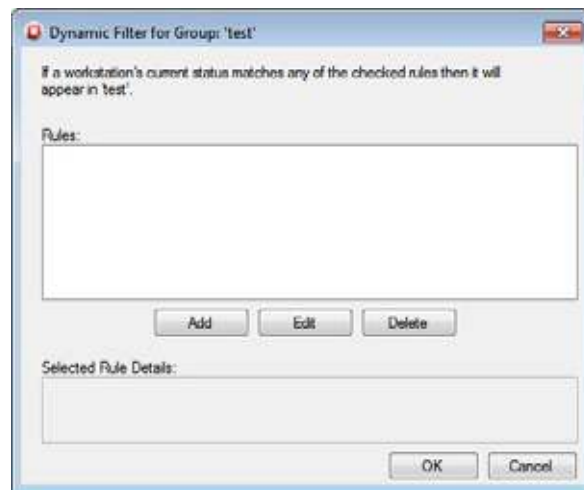 Dynamic Filter for Group: 'test'
If a workstation's current status matches any of the checked rules then it will
appear in 'test'.
Rules:
Add Edit Delete
Selected Rule Details:
OK Cancel